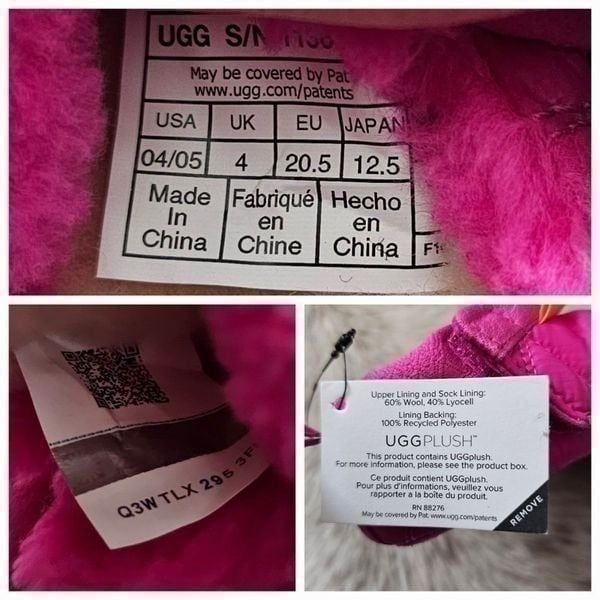 UGG S/N
May be covered by Pat
www.ugg.com/patents
USA UK EU JAPAN
04/05 4 20.5 12.5
Made Fabriqué Hecho
In en en
China Chine China
Q3WTLX 295 3F
Upper Lining and Sock Lining:
60% Wool, 40% Lyocell
Lining Backing:
100% Recycled Polyester
UGGPLUSH™
This product contains UGGplush.
For more information, please see the product box.
Ce produit contient UGGplush.
Pour plus d'informations, veuillez vous
rapporter a la boîte du produit.
RN 88276
May be covered by Pat: www.ugg.com/patents
REMOVE